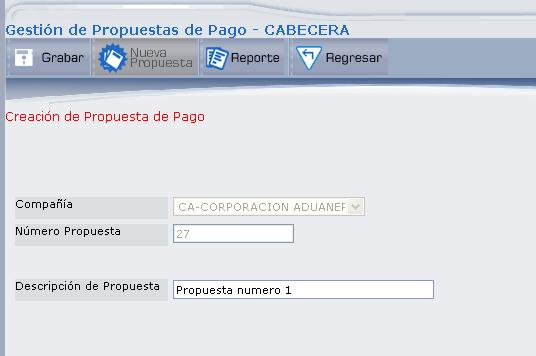 Gestión de Propuestas de Pago - CABECERA
Grabar
Nueva
Propuesta
Reporte
Regresar
Creación de Propuesta de Pago
Compañía
CA-CORPORACION ADUANER
Número Propuesta
27
Descripción de Propuesta
Propuesta numero 1